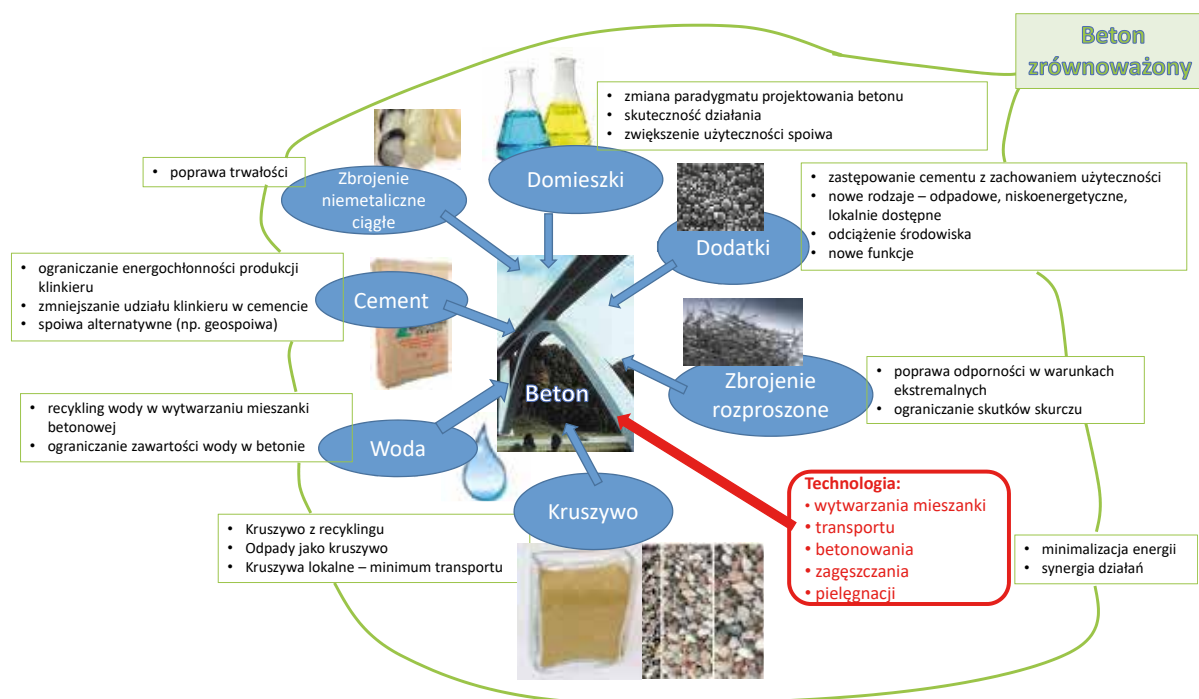 Beton
zrównoważony
• zmiana paradygmatu projektowania betonu
• skuteczność działania
• zwiększenie użyteczności spoiwa
Domieszki
• poprawa trwałości
Zbrojenie
niemetaliczne
ciągłe
• zastępowanie cementu z zachowaniem użyteczności
• nowe rodzaje – odpadowe, niskoenergetyczne,
lokalnie dostępne
• odciążenie środowiska
• nowe funkcje
Dodatki
• ograniczanie energochłonności produkcji
klinkieru
• zmniejszanie udziału klinkieru w cemencie
• spoiwa alternatywne (np. geospoiwa)
Cement
Beton
Zbrojenie
rozproszone
• poprawa odporności w warunkach
ekstremalnych
• ograniczanie skutków skurczu
• recykling wody w wytwarzaniu mieszanki
betonowej
• ograniczanie zawartości wody w betonie
Woda
Kruszywo
• Kruszywo z recyklingu
• Odpady jako kruszywo
• Kruszywa lokalne – minimum transportu
Technologia:
• wytwarzania mieszanki
• transportu
• betonowania
• zagęszczania
• pielęgnacji
• minimalizacja energii
• synergia działań